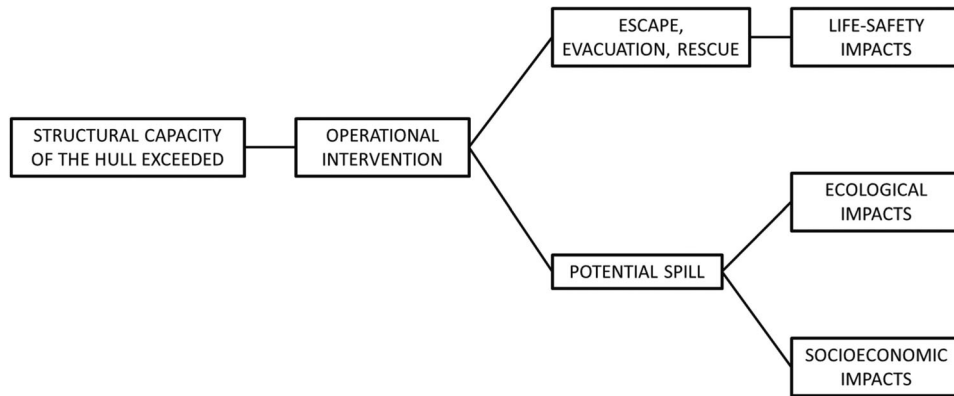 STRUCTURAL CAPACITY
OF THE HULL EXCEEDED
OPERATIONAL
INTERVENTION
ESCAPE,
EVACUATION, RESCUE
LIFE-SAFETY
IMPACTS
POTENTIAL SPILL
ECOLOGICAL
IMPACTS
SOCIOECONOMIC
IMPACTS